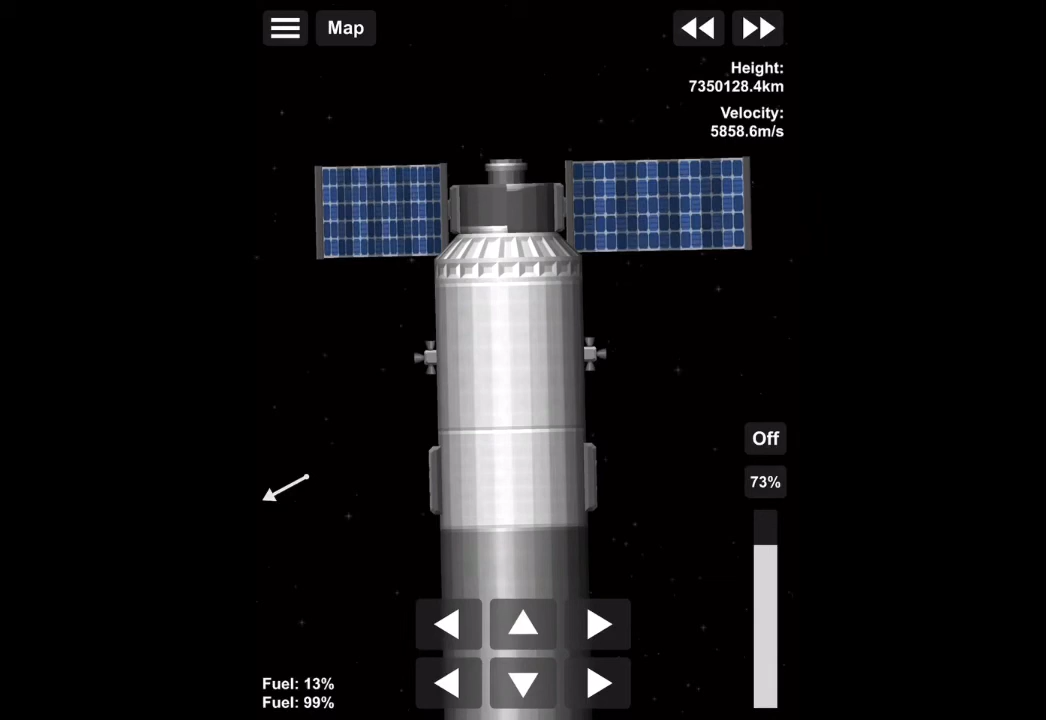 Map
Height:
7350128.4km
Velocity:
5858.6m/s
Off
73%
Fuel: 13%
Fuel: 99%